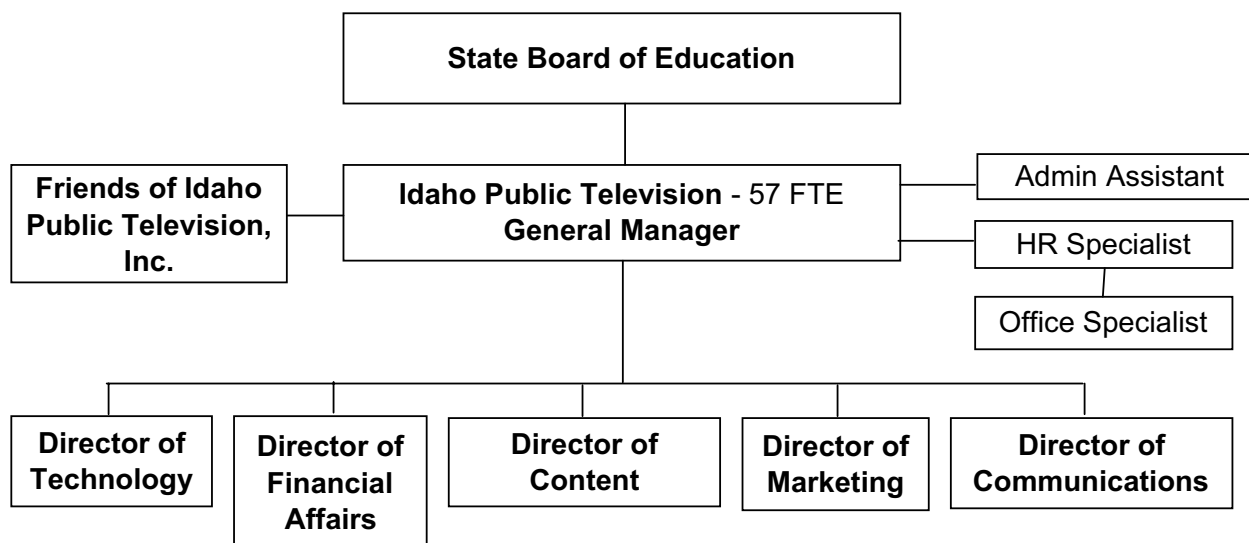 State Board of Education
Friends of Idaho
Public Television,
Inc.
Idaho Public Television - 57 FTE
General Manager
Admin Assistant
HR Specialist
Office Specialist
Director of
Technology
Director of
Financial
Affairs
Director of
Content
Director of
Marketing
Director of
Communications